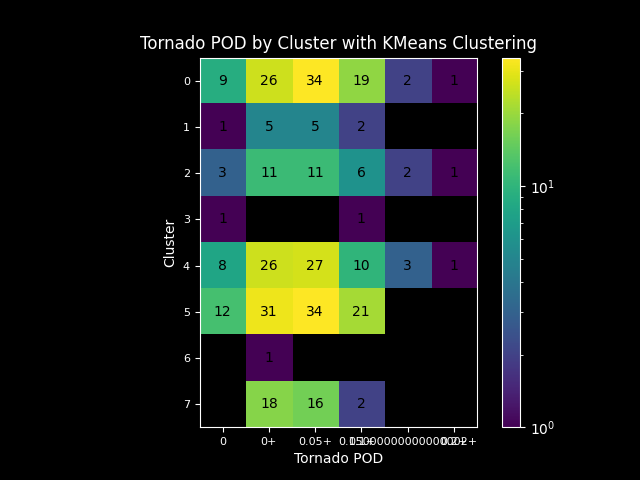 Tornado POD by Cluster with KMeans Clustering
0 9 26 34 19 2 1
1 1 5 5 2
2 3 11 11 6 2 1
3 1 1
4 8 26 27 10 3 1
5 12 31 34 21
6 1
7 18 16 2
Cluster
0 0+ 0.05+
Tornado POD
10¹
10⁰